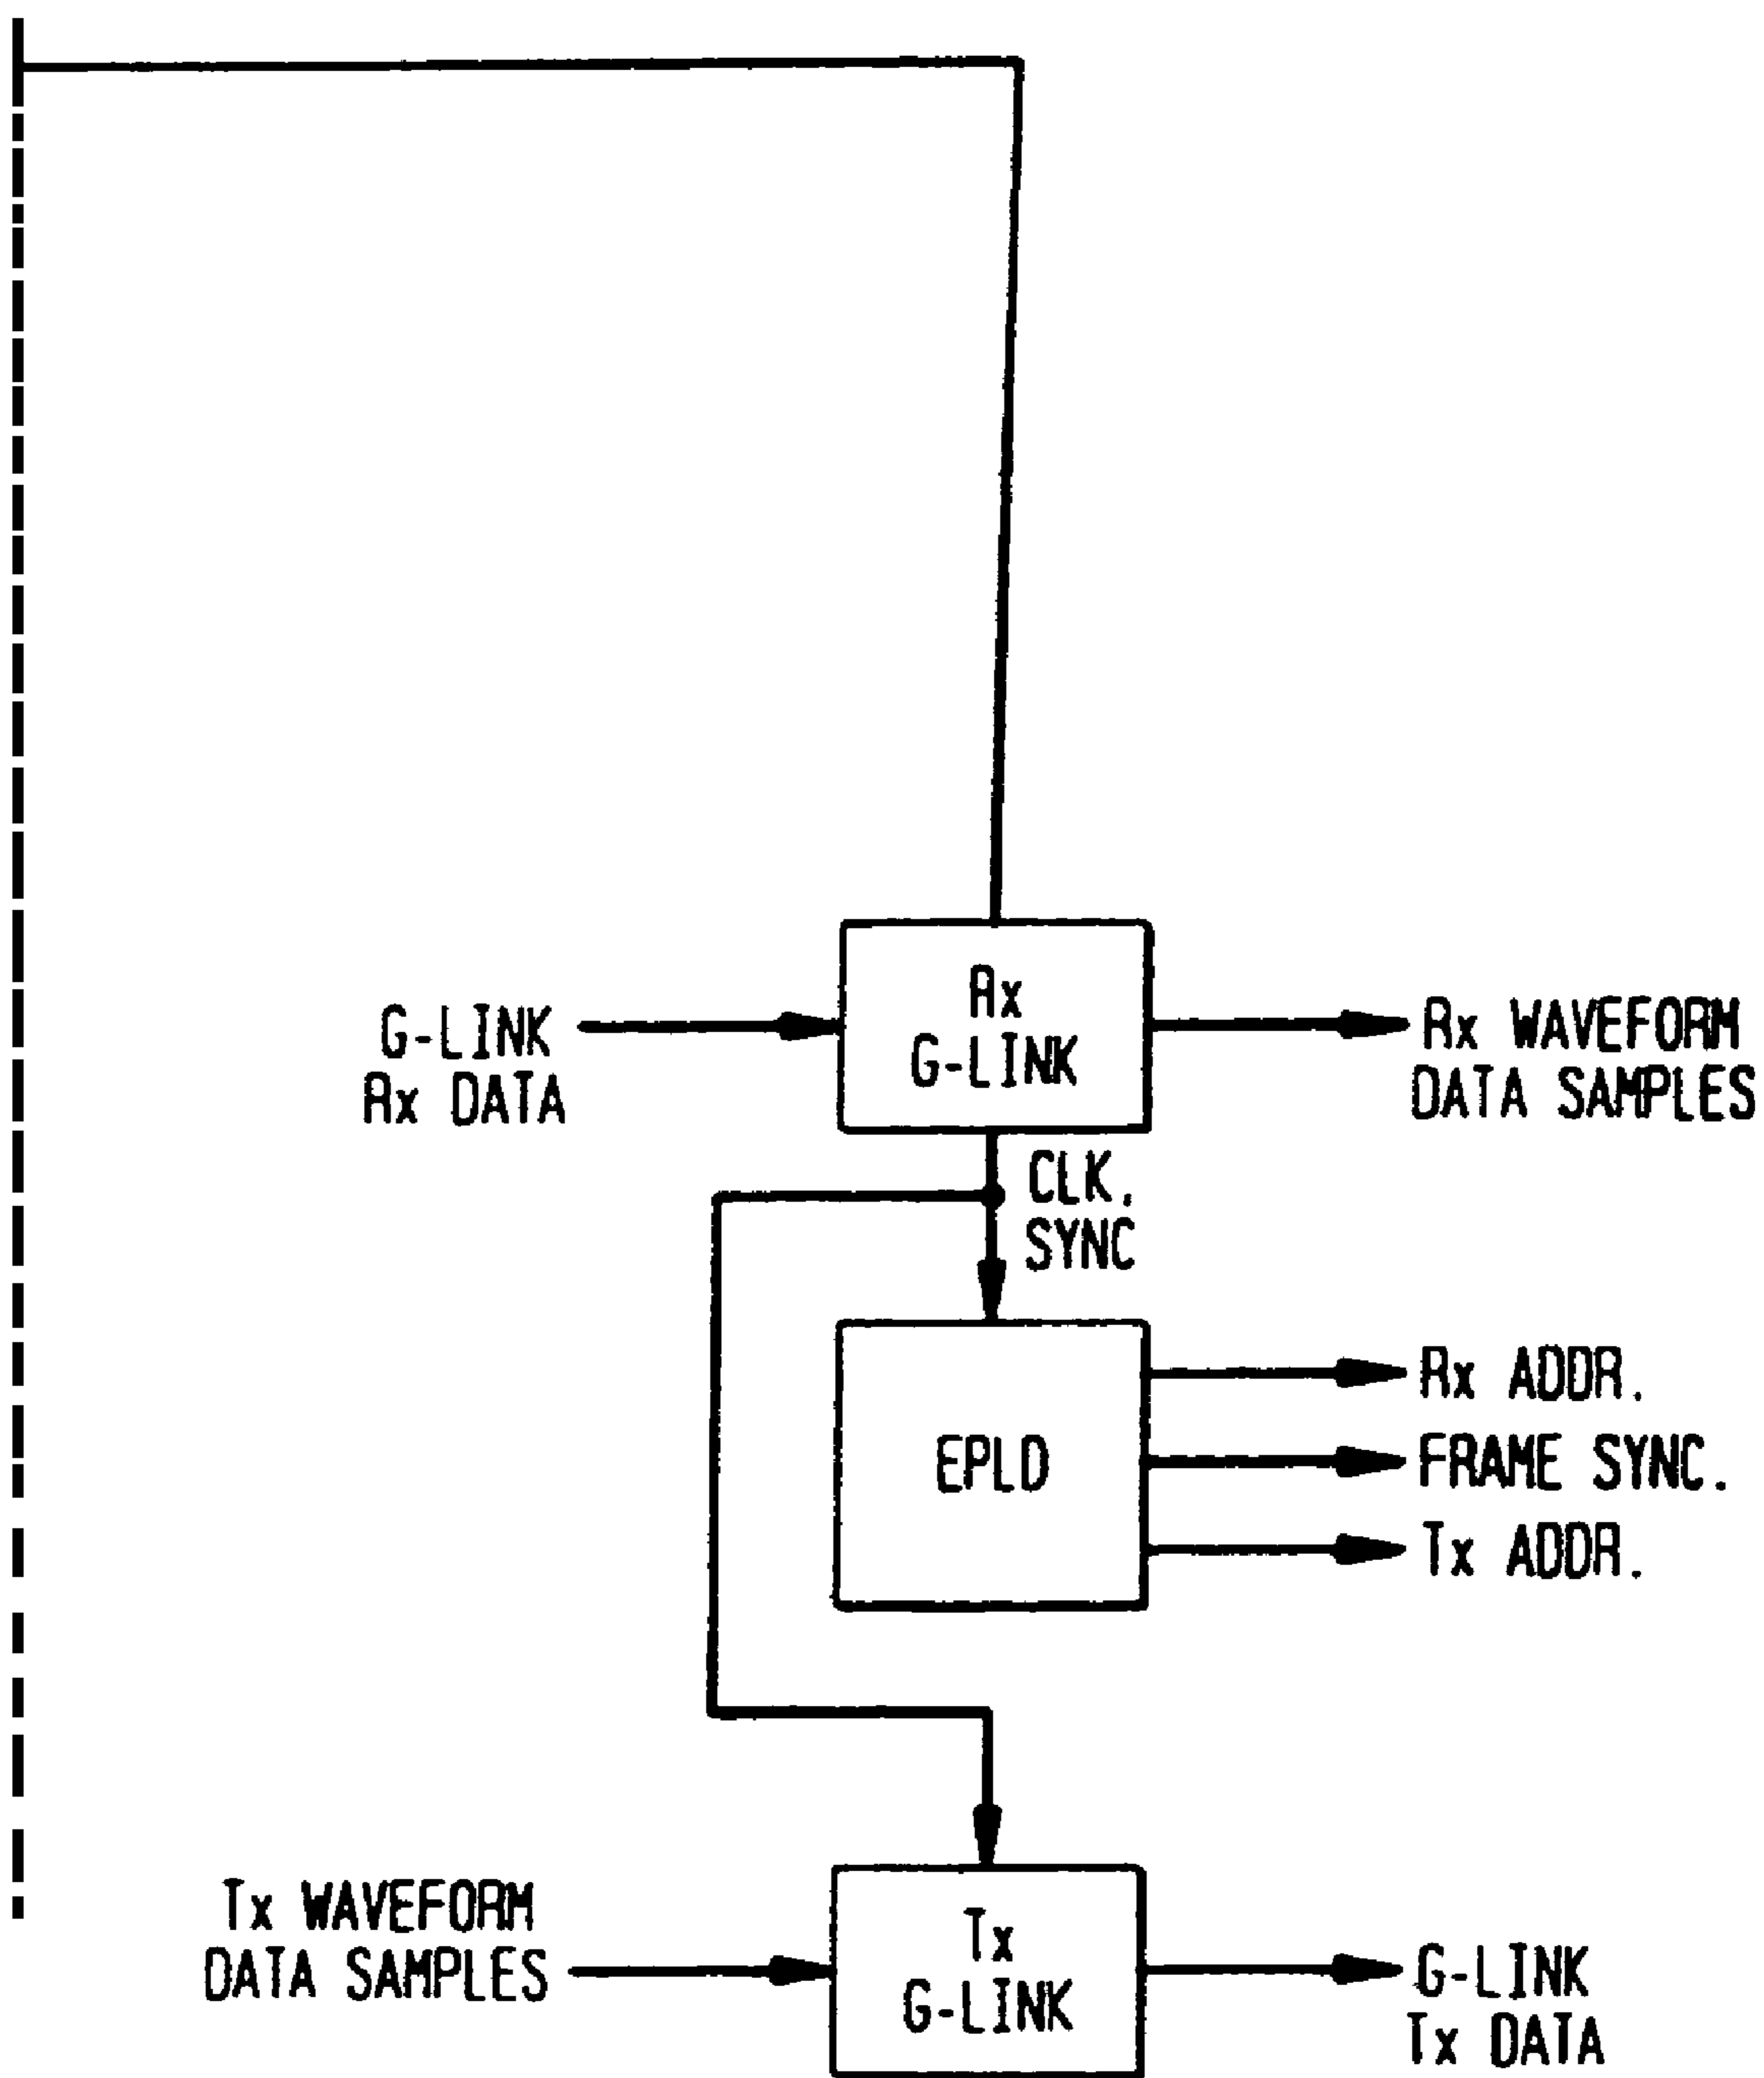 G-LINK
Rx DATA
Rx
G-LINK
Rx WAVEFORM
DATA SAMPLES
CLK,
SYNC
EPLD
Rx ADDR.
FRAME SYNC.
Tx ADDR.
Tx WAVEFORM
DATA SAMPLES
Tx
G-LINK
G-LINK
Tx DATA